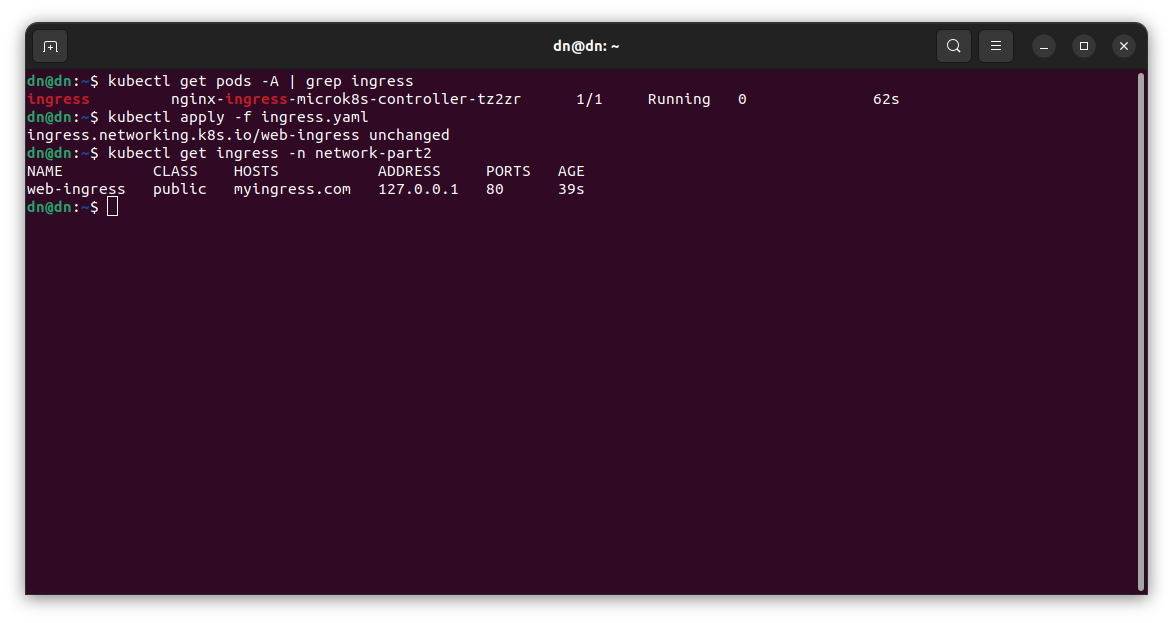 dn@dn: ~
dn@dn:~$ kubectl get pods -A | grep ingress
ingress         nginx-ingress-microk8s-controller-tz2zr      1/1     Running   0              62s
dn@dn:~$ kubectl apply -f ingress.yaml
ingress.networking.k8s.io/web-ingress unchanged
dn@dn:~$ kubectl get ingress -n network-part2
NAME          CLASS    HOSTS           ADDRESS     PORTS   AGE
web-ingress   public   myingress.com   127.0.0.1   80      39s
dn@dn:~$